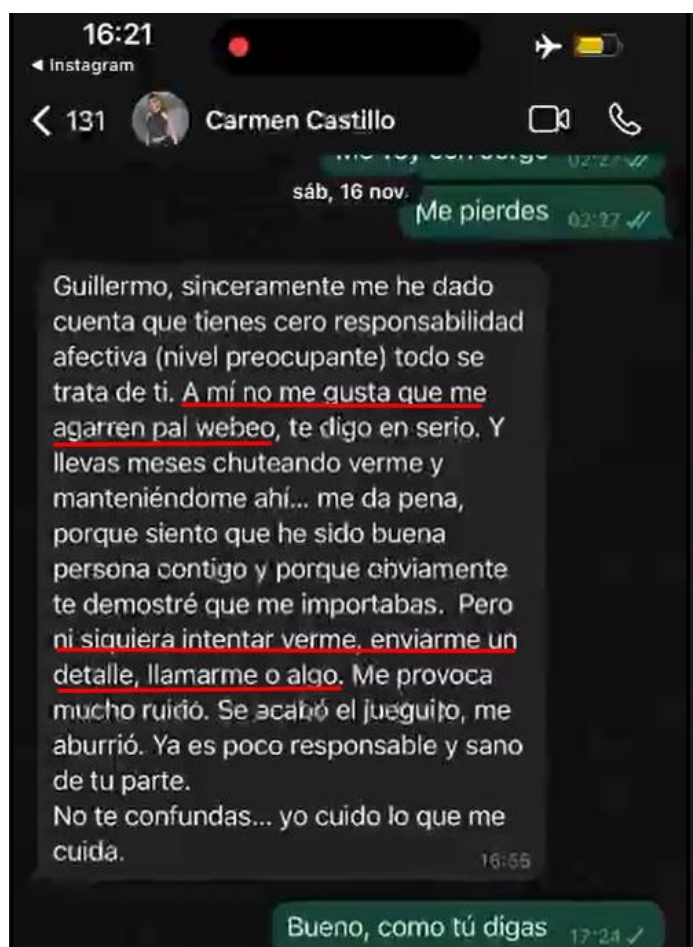 16:21
◀ Instagram
131 Carmen Castillo
02:27
sáb, 16 nov.
Me pierdes 02:27
Guillermo, sinceramente me he dado
cuenta que tienes cero responsabilidad
afectiva (nivel preocupante) todo se
trata de ti. A mí no me gusta que me
agarren pal webeo, te digo en serio. Y
llevas meses chuteando verme y
manteniéndome ahí... me da pena,
porque siento que he sido buena
persona contigo y porque obviamente
te demostré que me importabas. Pero
ni siquiera intentar verme, enviarme un
detalle, llamarme o algo. Me provoca
mucho ruido. Se acabó el jueguito, me
aburrió. Ya es poco responsable y sano
de tu parte.
No te confundas... yo cuido lo que me
cuida.
16:55
Bueno, como tú digas 17:24